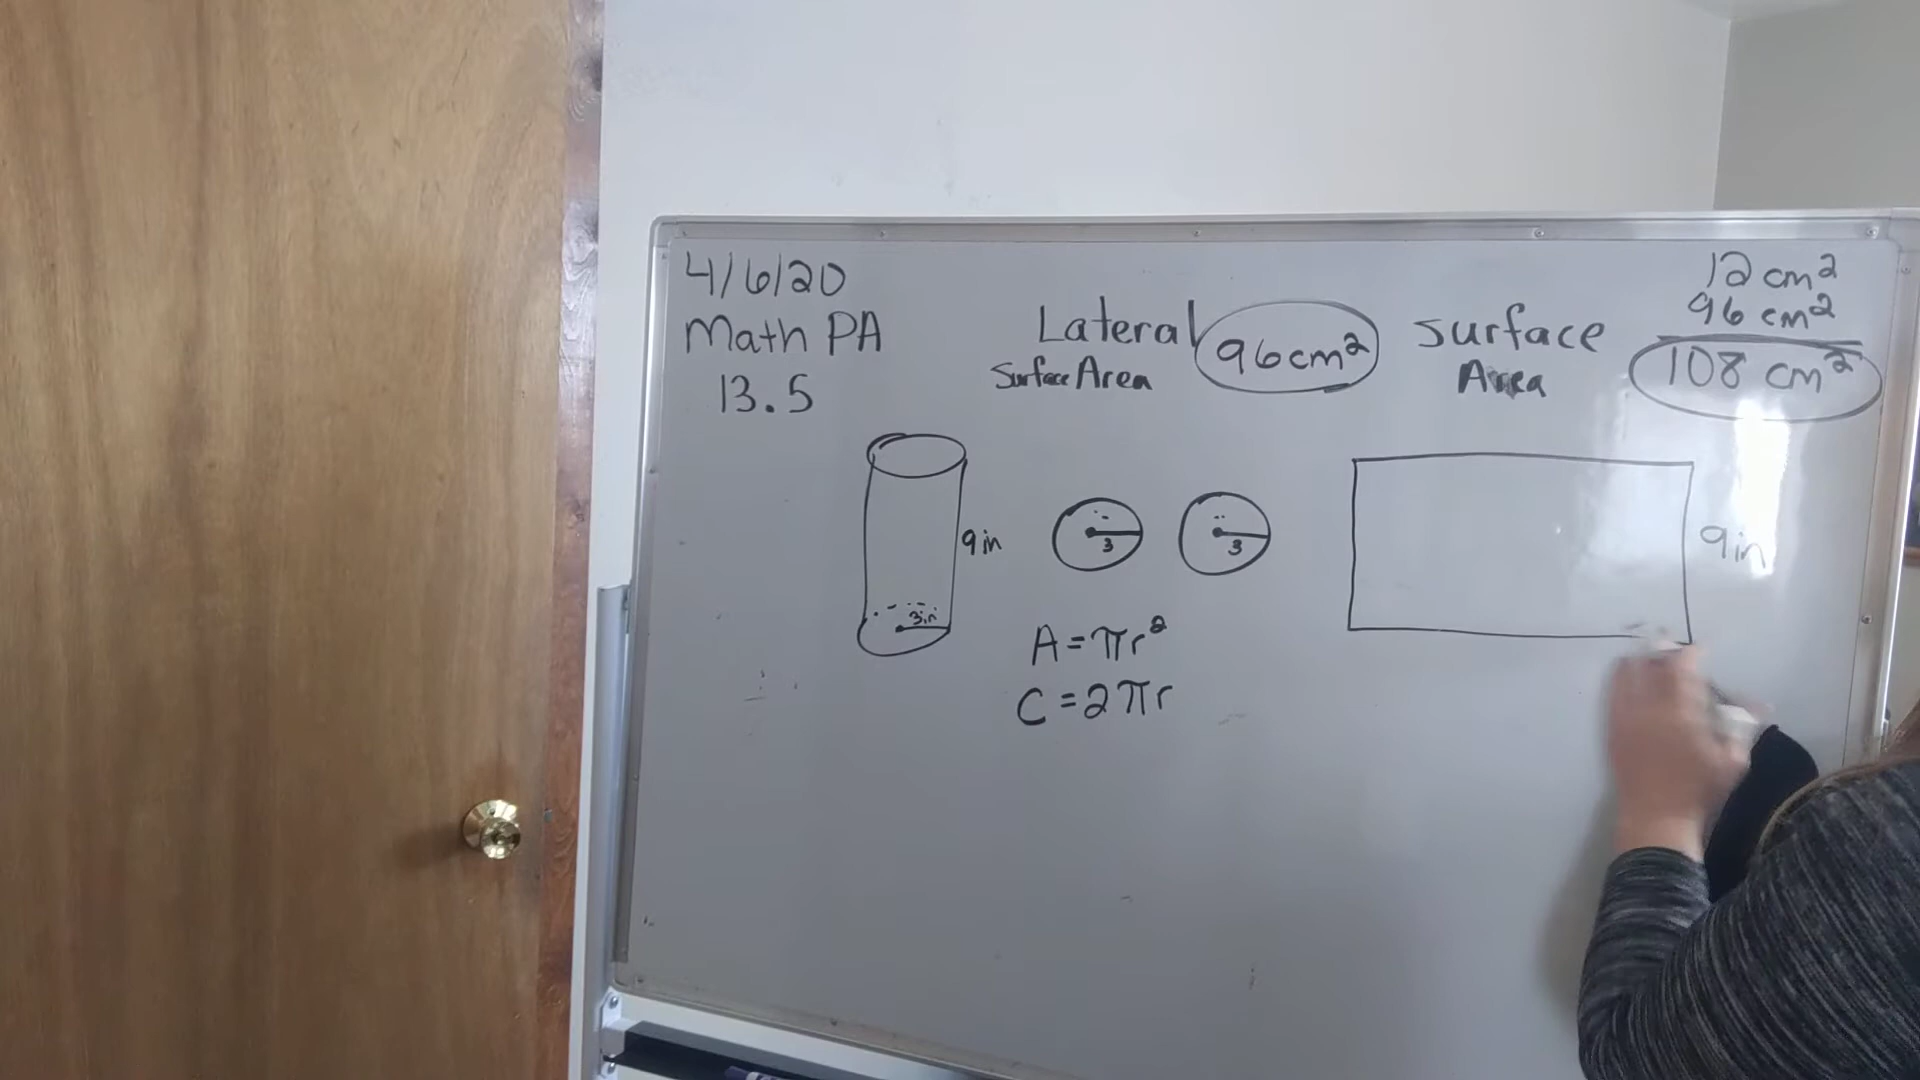 4/6/20
Math PA
13.5
Lateral
Surface Area
96cm²
Surface
Area
12 cm²
96 cm²
108 cm²
9in
3in
3
3
9in
A=πr²
C=2πr